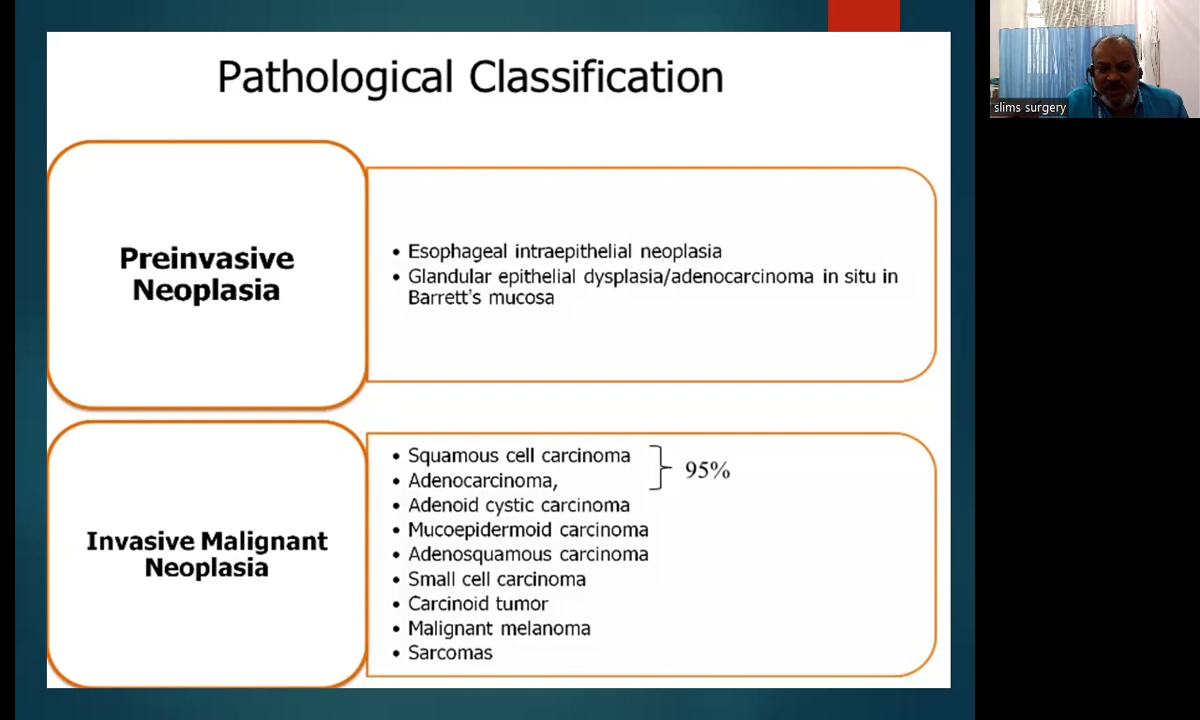 Pathological Classification
slims surgery
Preinvasive
Neoplasia
• Esophageal intraepithelial neoplasia
• Glandular epithelial dysplasia/adenocarcinoma in situ in
Barrett's mucosa
Invasive Malignant
Neoplasia
• Squamous cell carcinoma
• Adenocarcinoma,
95%
• Adenoid cystic carcinoma
• Mucoepidermoid carcinoma
• Adenosquamous carcinoma
• Small cell carcinoma
• Carcinoid tumor
• Malignant melanoma
• Sarcomas